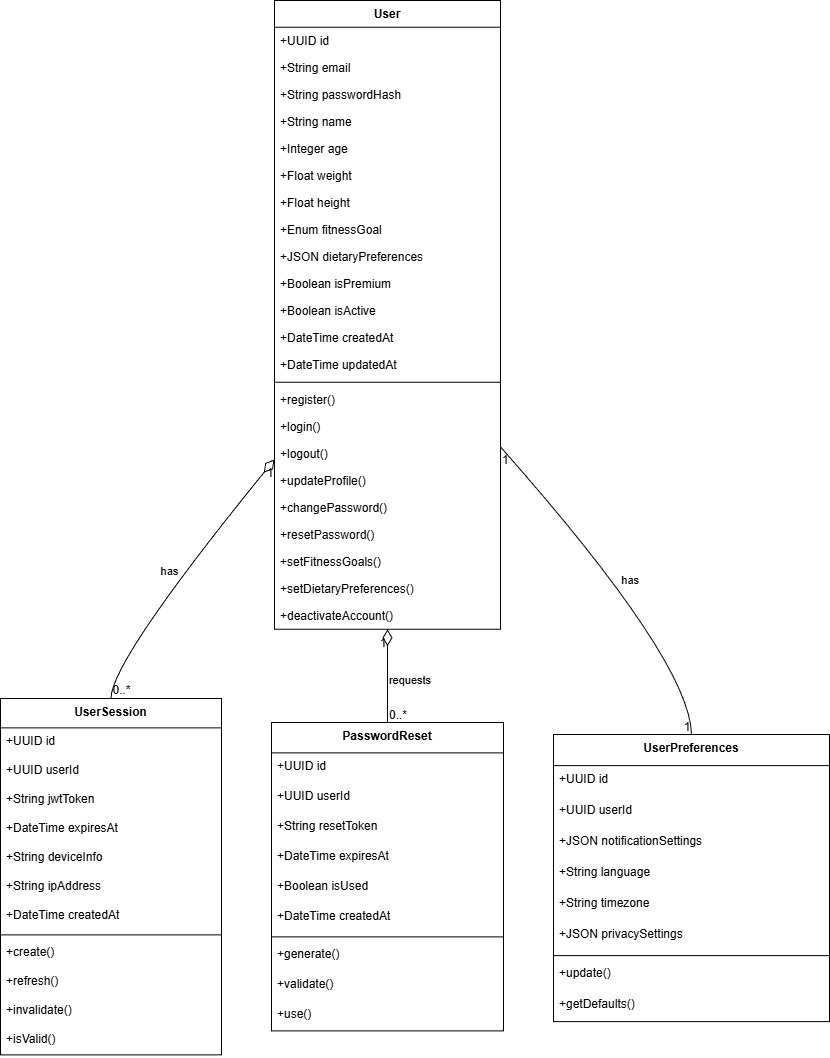 User
+UUID id
+String email
+String passwordHash
+String name
+Integer age
+Float weight
+Float height
+Enum fitnessGoal
+JSON dietaryPreferences
+Boolean isPremium
+Boolean isActive
+DateTime createdAt
+DateTime updatedAt
+register()
+login()
+logout()
+updateProfile()
+changePassword()
+resetPassword()
+setFitnessGoals()
+setDietaryPreferences()
+deactivateAccount()
1
has
0..*
1
requests
0..*
1
has
1
UserSession
+UUID id
+UUID userId
+String jwtToken
+DateTime expiresAt
+String deviceInfo
+String ipAddress
+DateTime createdAt
+create()
+refresh()
+invalidate()
+isValid()
PasswordReset
+UUID id
+UUID userId
+String resetToken
+DateTime expiresAt
+Boolean isUsed
+DateTime createdAt
+generate()
+validate()
+use()
UserPreferences
+UUID id
+UUID userId
+JSON notificationSettings
+String language
+String timezone
+JSON privacySettings
+update()
+getDefaults()